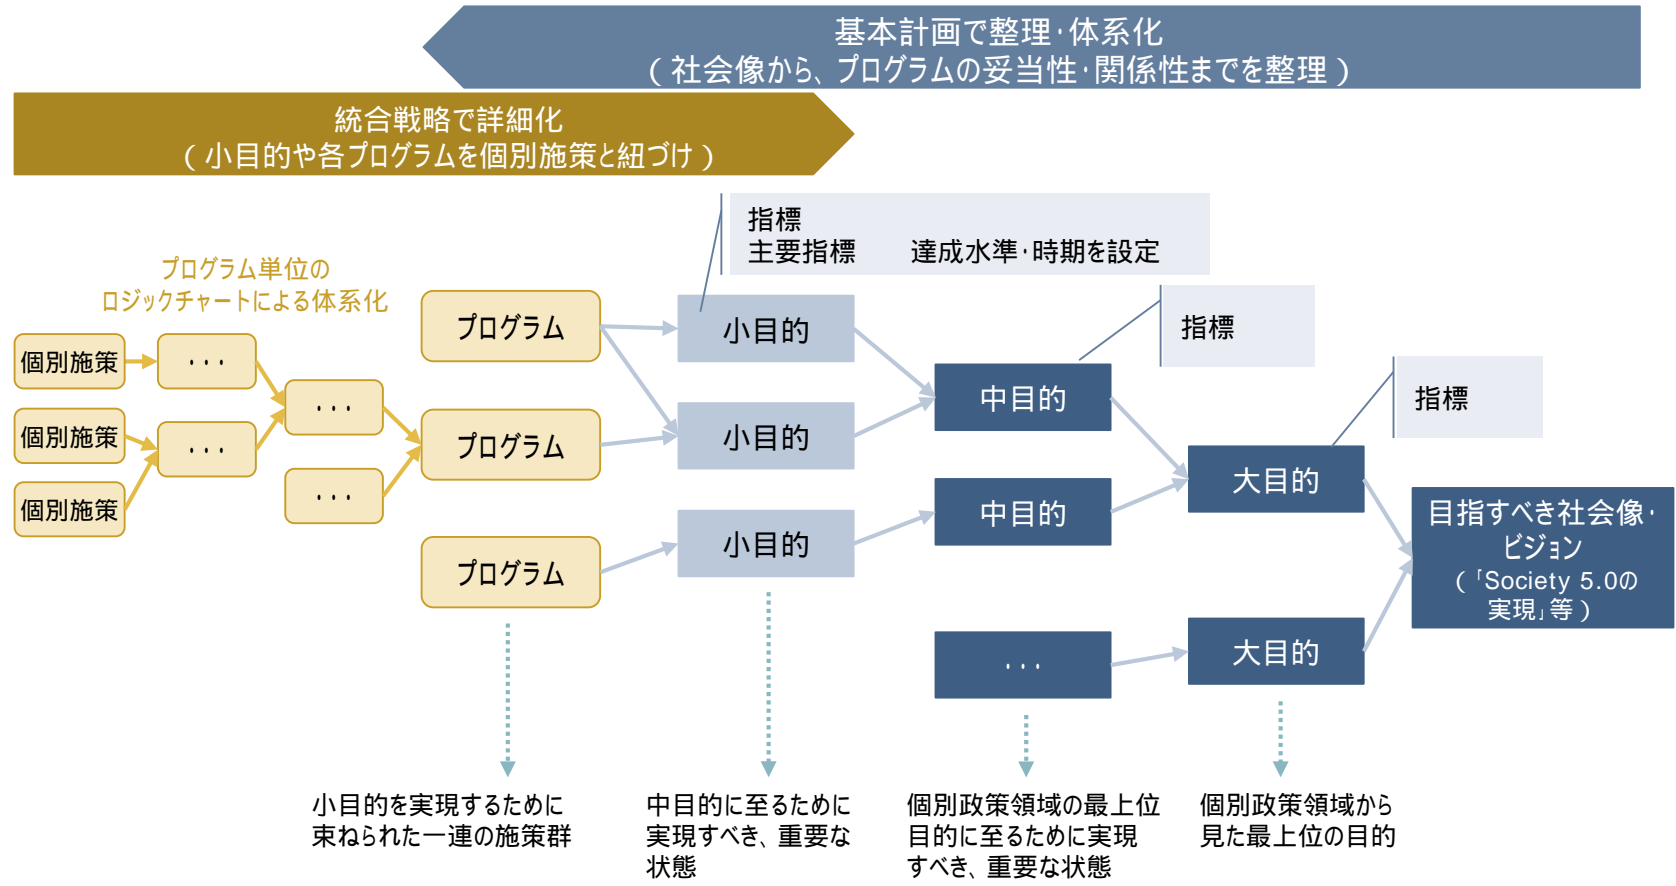 基本計画で整理･体系化
（社会像から､プログラムの妥当性･関係性までを整理）
統合戦略で詳細化
（小目的や各プログラムを個別施策と紐づけ）
指標
主要指標　　達成水準･時期を設定
プログラム単位の
ロジックチャートによる体系化
指標
指標
個別施策
･･･
個別施策
･･･
個別施策
･･･
･･･
プログラム
プログラム
プログラム
小目的
小目的
小目的
中目的
中目的
･･･
大目的
大目的
目指すべき社会像･
ビジョン
（｢Society 5.0の
実現｣等）
小目的を実現するために
束ねられた一連の施策群
中目的に至るために
実現すべき､重要な
状態
個別政策領域の最上位
目的に至るために実現
すべき､重要な状態
個別政策領域から
見た最上位の目的